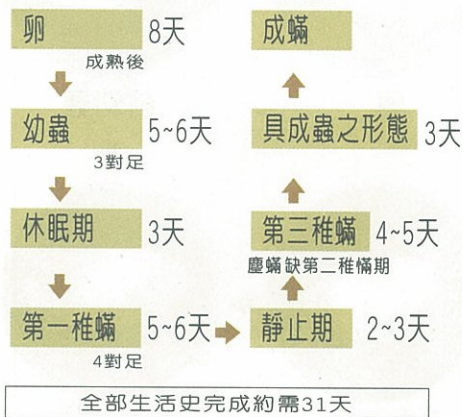 卵 8天
成熟後
幼蟲 5~6天
3對足
休眠期 3天
第一稚蟎 5~6天
4對足
靜止期 2~3天
第三稚蟎 4~5天
塵蟎缺第二稚慲期
具成蟲之形態 3天
成蟎
全部生活史完成約需31天